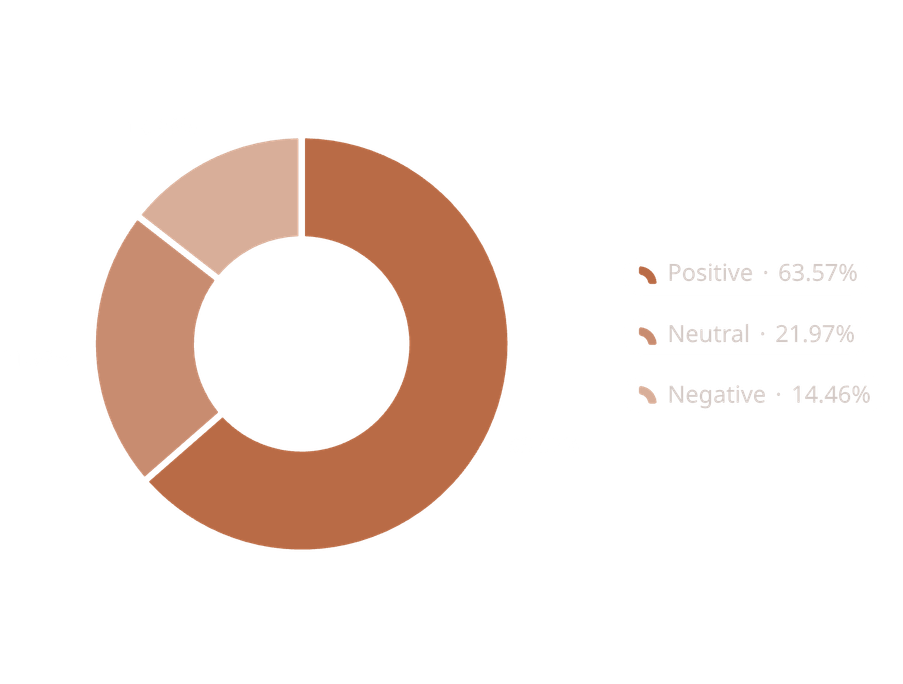 Positive · 63.57%
Neutral · 21.97%
Negative · 14.46%